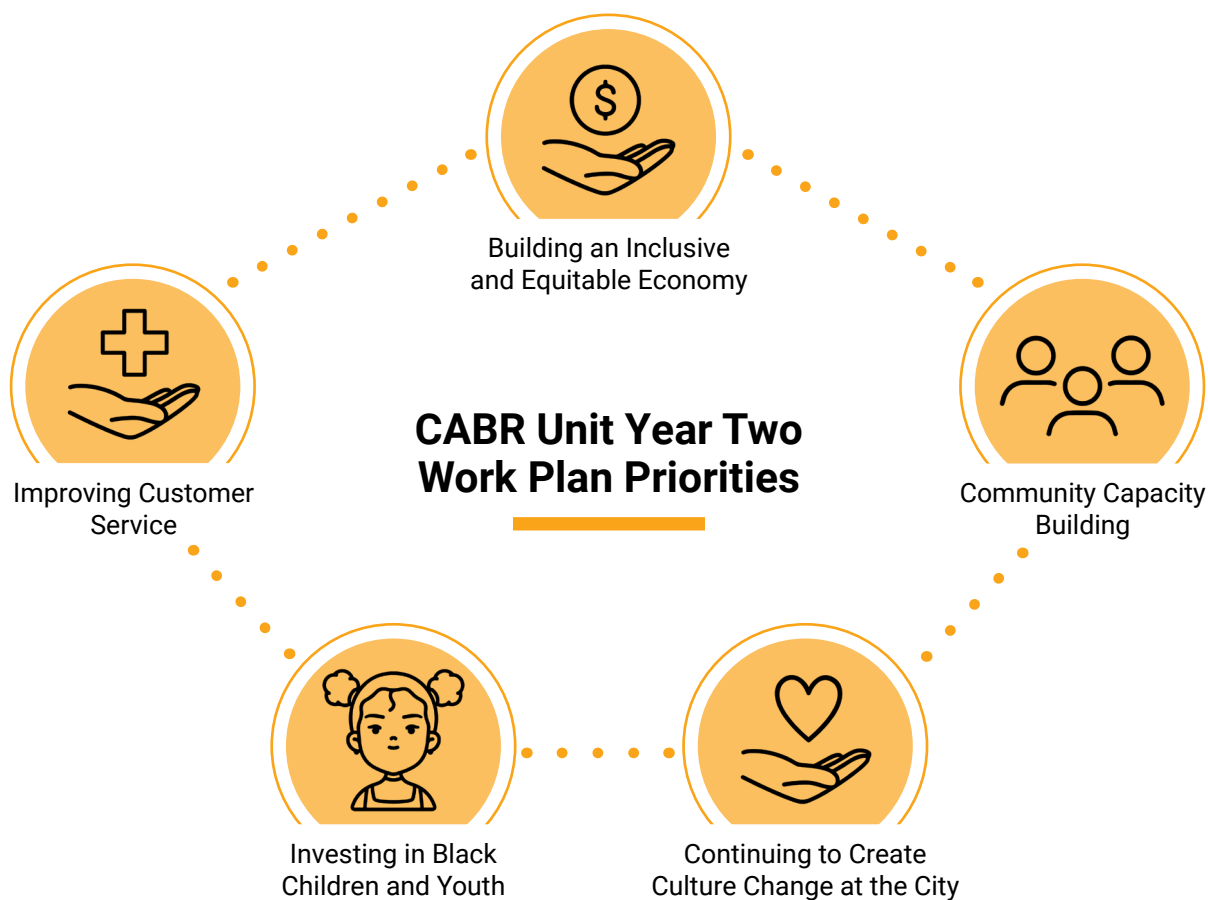 $
Building an Inclusive
and Equitable Economy
CABR Unit Year Two
Work Plan Priorities
Improving Customer
Service
Community Capacity
Building
Investing in Black
Children and Youth
Continuing to Create
Culture Change at the City